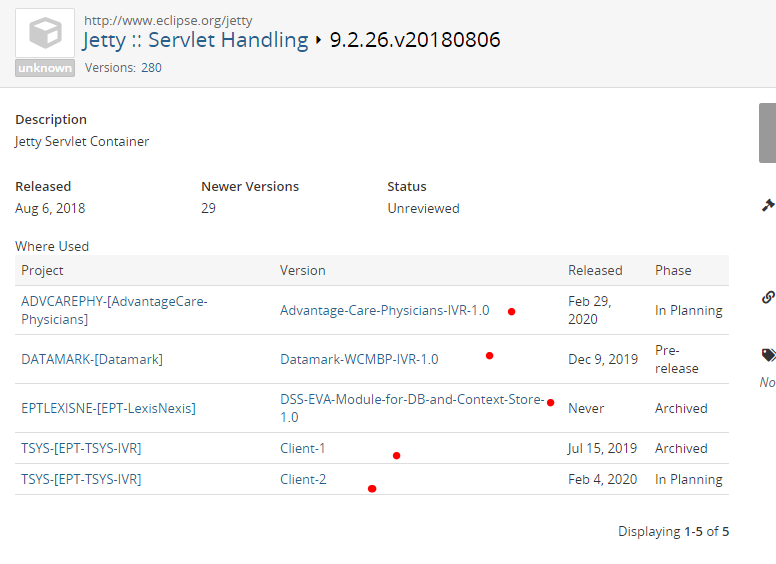 http://www.eclipse.org/jetty
Jetty :: Servlet Handling ‣ 9.2.26.v20180806
unknown
Versions: 280
Description
Jetty Servlet Container
Released Newer Versions Status
Aug 6, 2018 29 Unreviewed
Where Used
Project Version Released Phase
ADVCAREPHY-[AdvantageCare-
Physicians] Advantage-Care-Physicians-IVR-1.0 Feb 29,
2020 In Planning
DATAMARK-[Datamark] Datamark-WCMBP-IVR-1.0 Dec 9, 2019 Pre-
release
EPTLEXISNE-[EPT-LexisNexis] DSS-EVA-Module-for-DB-and-Context-Store-
1.0 Never Archived
TSYS-[EPT-TSYS-IVR] Client-1 Jul 15, 2019 Archived
TSYS-[EPT-TSYS-IVR] Client-2 Feb 4, 2020 In Planning
No
Displaying 1-5 of 5